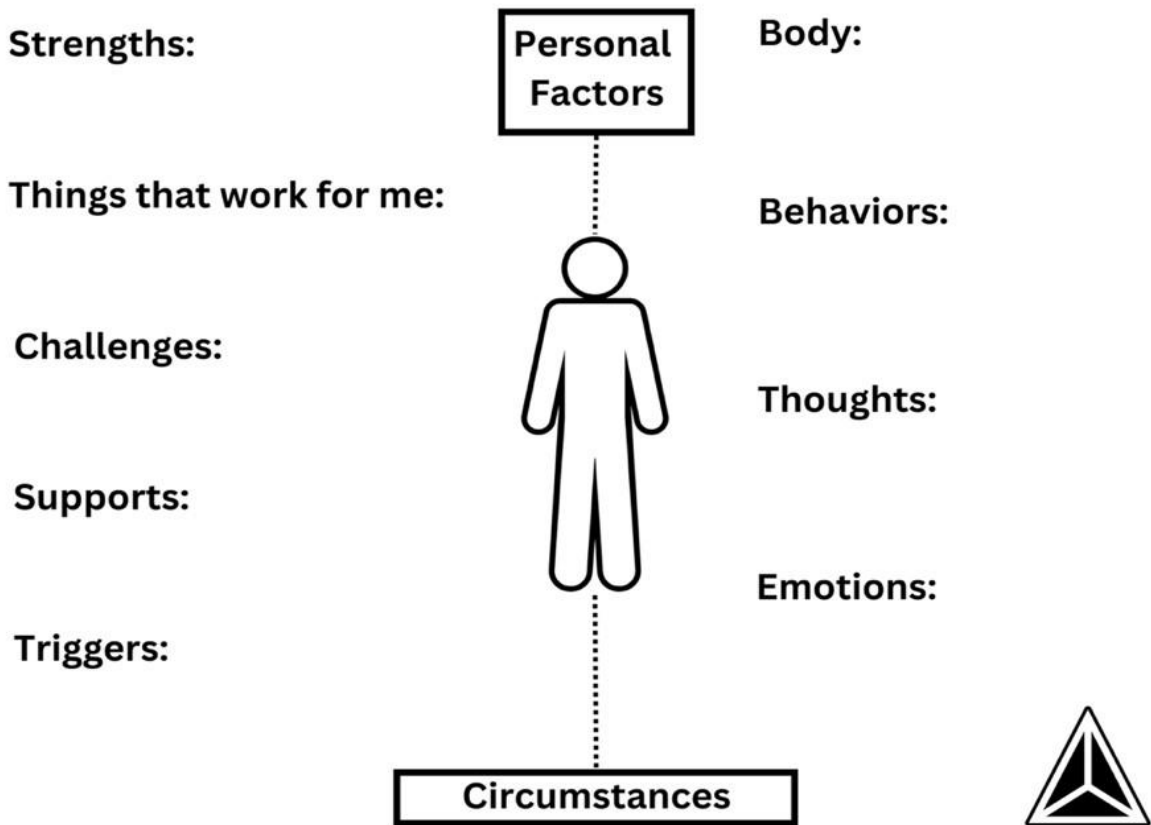 Strengths:
Things that work for me:
Challenges:
Supports:
Triggers:
Personal
Factors
Circumstances
Body:
Behaviors:
Thoughts:
Emotions: